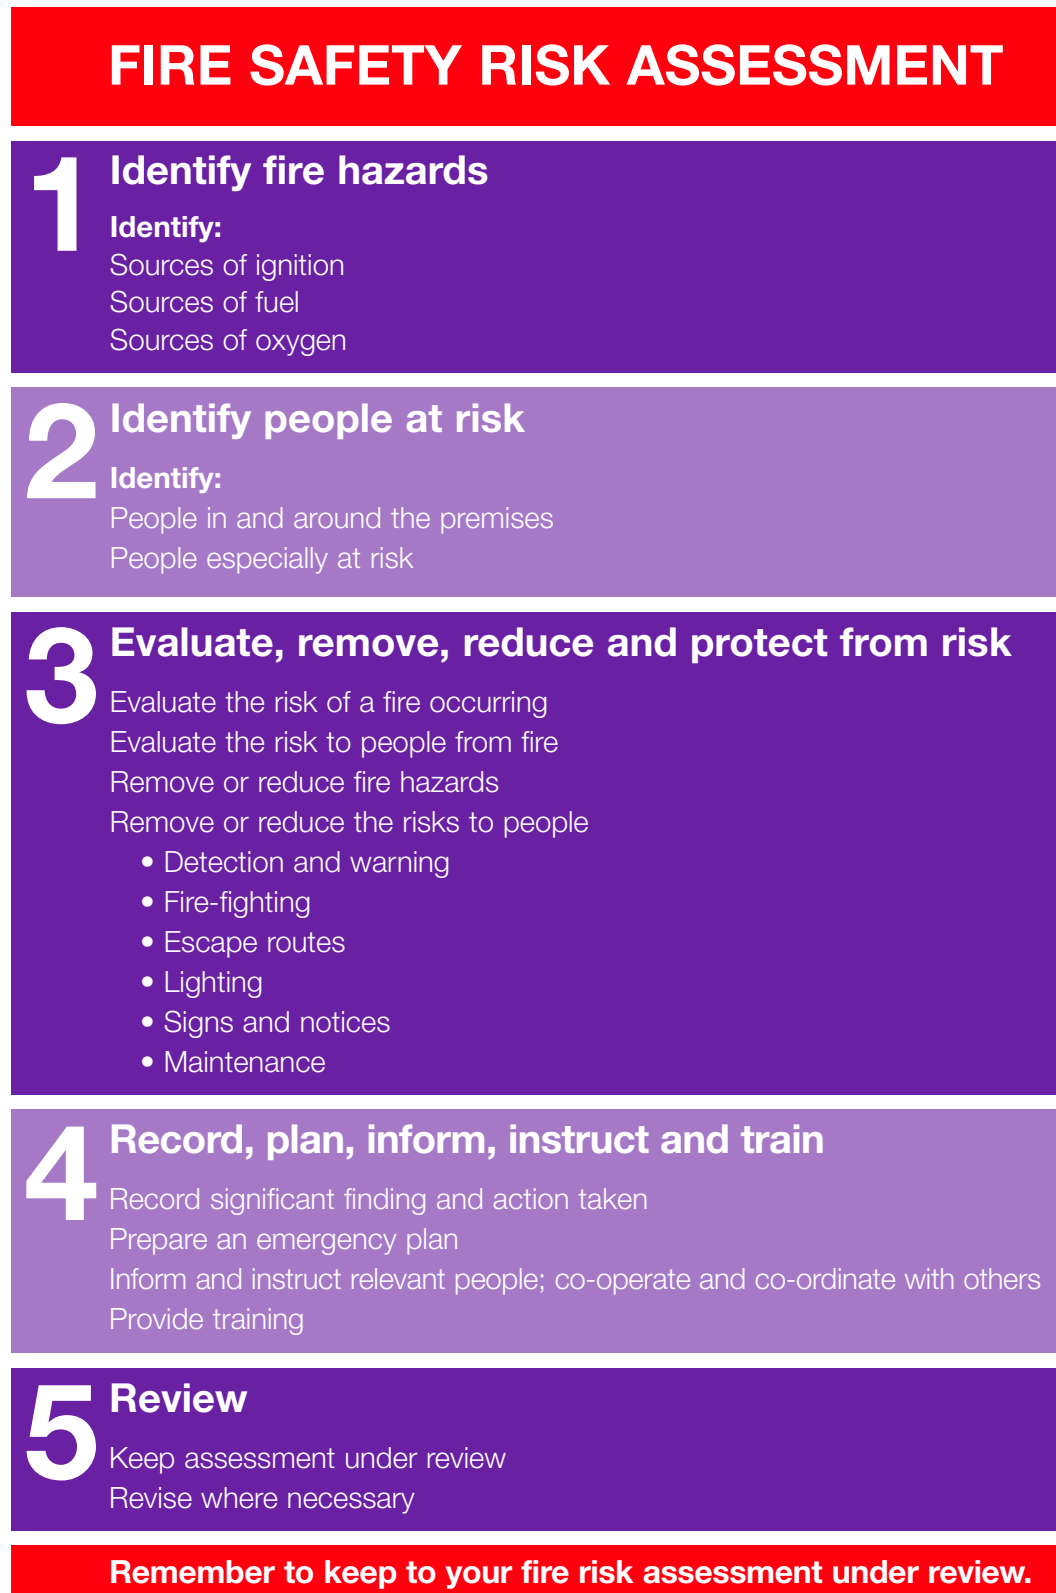 FIRE SAFETY RISK ASSESSMENT
1 Identify fire hazards
Identify:
Sources of ignition
Sources of fuel
Sources of oxygen
2 Identify people at risk
Identify:
People in and around the premises
People especially at risk
3 Evaluate, remove, reduce and protect from risk
Evaluate the risk of a fire occurring
Evaluate the risk to people from fire
Remove or reduce fire hazards
Remove or reduce the risks to people
• Detection and warning
• Fire-fighting
• Escape routes
• Lighting
• Signs and notices
• Maintenance
4 Record, plan, inform, instruct and train
Record significant finding and action taken
Prepare an emergency plan
Inform and instruct relevant people; co-operate and co-ordinate with others
Provide training
5 Review
Keep assessment under review
Revise where necessary
Remember to keep to your fire risk assessment under review.